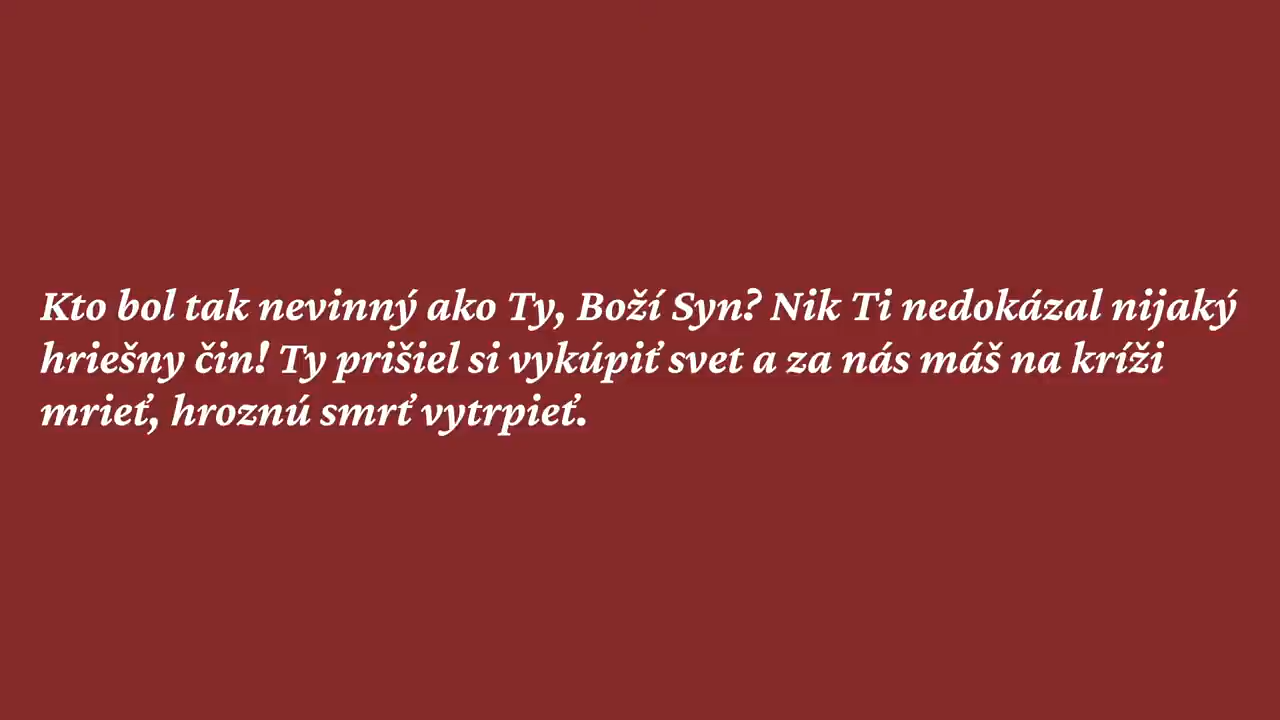 Kto bol tak nevinný ako Ty, Boží Syn? Nik Ti nedokázal nijaký
hriešny čin! Ty prišiel si vykúpiť svet a za nás máš na kríži
mrieť, hroznú smrť vytrpieť.